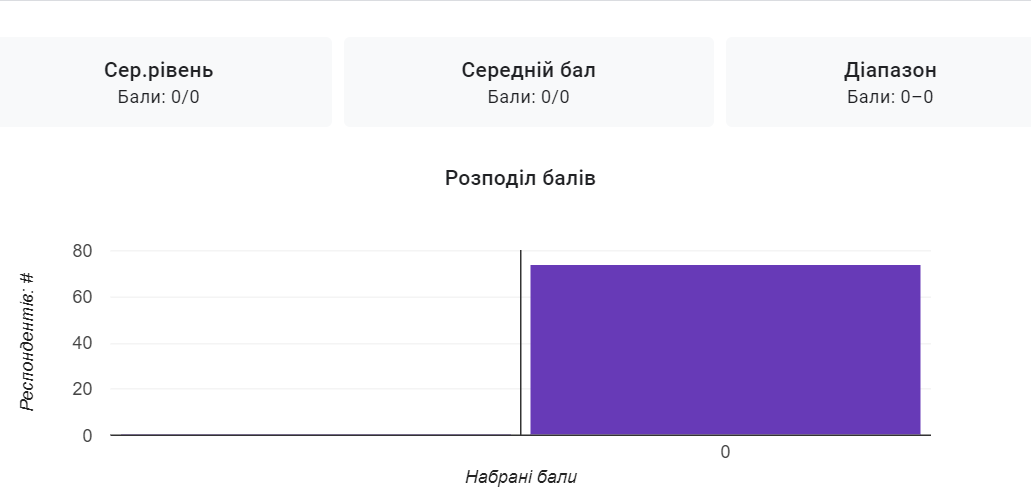 Сер.рівень
Бали: 0/0
Середній бал
Бали: 0/0
Діапазон
Бали: 0–0
Розподіл балів
Респондентів: #
80
60
40
20
0
0
Набрані бали